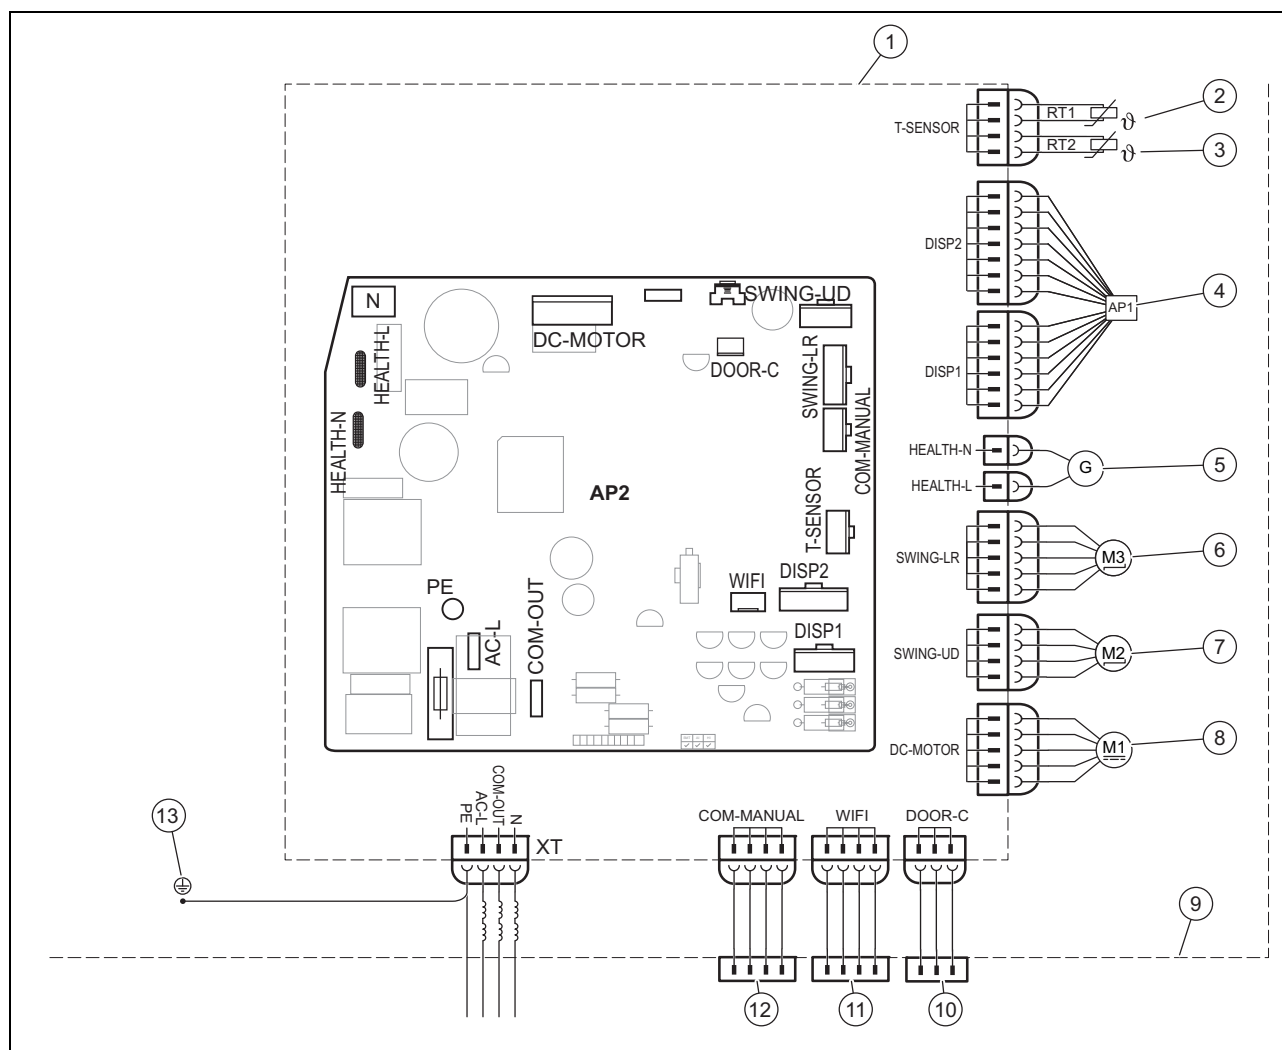 1
2
RT1
ϑ
T-SENSOR
RT2
ϑ
3
DISP2
4
AP1
DISP1
N
SWING-UD
DC-MOTOR
HEALTH-L
DOOR-C
SWING-LR
COM-MANUAL
HEALTH-N
HEALTH-N
G
5
HEALTH-L
AP2
T-SENSOR
SWING-LR
M3
6
WIFI
DISP2
PE
AC-L
COM-OUT
DISP1
SWING-UD
M2
7
DC-MOTOR
M1
8
PE
AC-L
COM-OUT
N
XT
COM-MANUAL
WIFI
DOOR-C
13
9
12
11
10